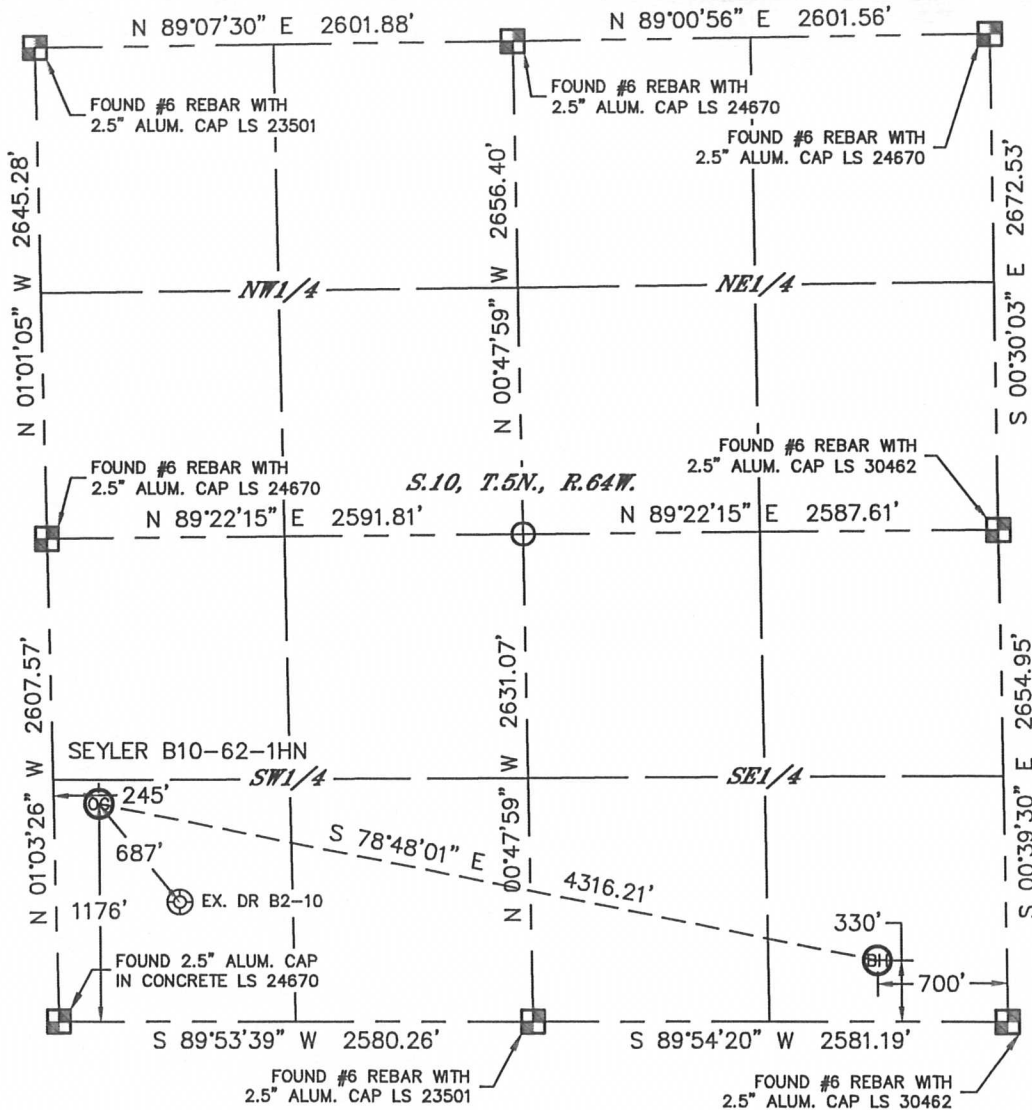 N 89°07'30" E 2601.88'
N 89°00'56" E 2601.56'
FOUND #6 REBAR WITH
2.5" ALUM. CAP LS 23501
FOUND #6 REBAR WITH
2.5" ALUM. CAP LS 24670
FOUND #6 REBAR WITH
2.5" ALUM. CAP LS 24670
N 01°01'05" W 2645.28'
N 00°47'59" W 2656.40'
S 00°30'03" E 2672.53'
NW1/4
NE1/4
FOUND #6 REBAR WITH
2.5" ALUM. CAP LS 24670
S.10, T.5N., R.64W.
FOUND #6 REBAR WITH
2.5" ALUM. CAP LS 30462
N 89°22'15" E 2591.81'
N 89°22'15" E 2587.61'
N 01°03'26" W 2607.57'
N 00°47'59" W 2631.07'
S 00°39'30" E 2654.95'
SEYLER B10-62-1HN
SW1/4
SE1/4
OG
245'
687'
S 78°48'01" E 4316.21'
1176'
EX. DR B2-10
BH
330'
700'
FOUND 2.5" ALUM. CAP
IN CONCRETE LS 24670
S 89°53'39" W 2580.26'
S 89°54'20" W 2581.19'
FOUND #6 REBAR WITH
2.5" ALUM. CAP LS 23501
FOUND #6 REBAR WITH
2.5" ALUM. CAP LS 30462